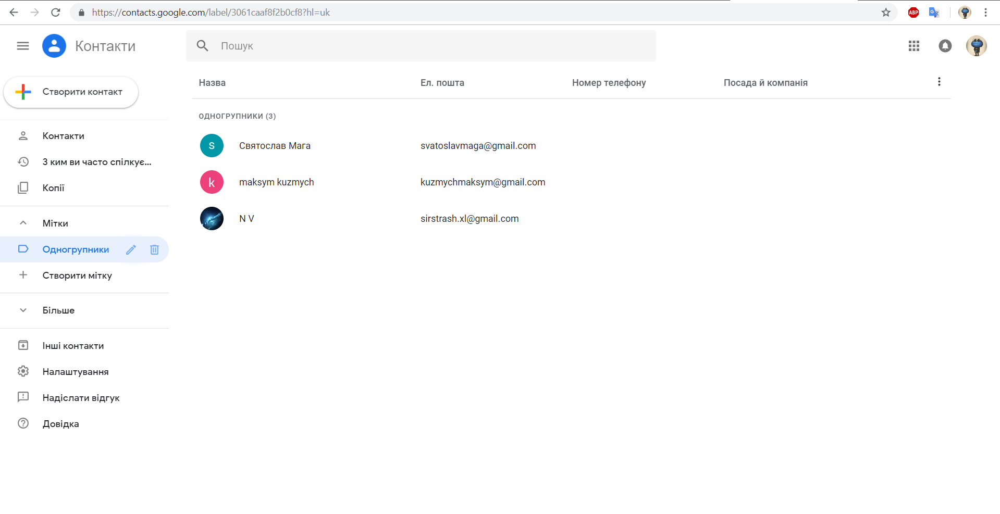 https://contacts.google.com/label/3061caaf8f2b0cf8?hl=uk
ABP
Контакти
Пошук
Створити контакт
Контакти
З ким ви часто спілкує...
Копії
Мітки
Одногрупники
Створити мітку
Більше
Інші контакти
Налаштування
Надіслати відгук
Довідка
Назва Ел. пошта Номер телефону Посада й компанія
ОДНОГРУПНИКИ (3)
S Святослав Мага svatoslavmaga@gmail.com
k maksym kuzmych kuzmychmaksym@gmail.com
N V sirstrash.xl@gmail.com